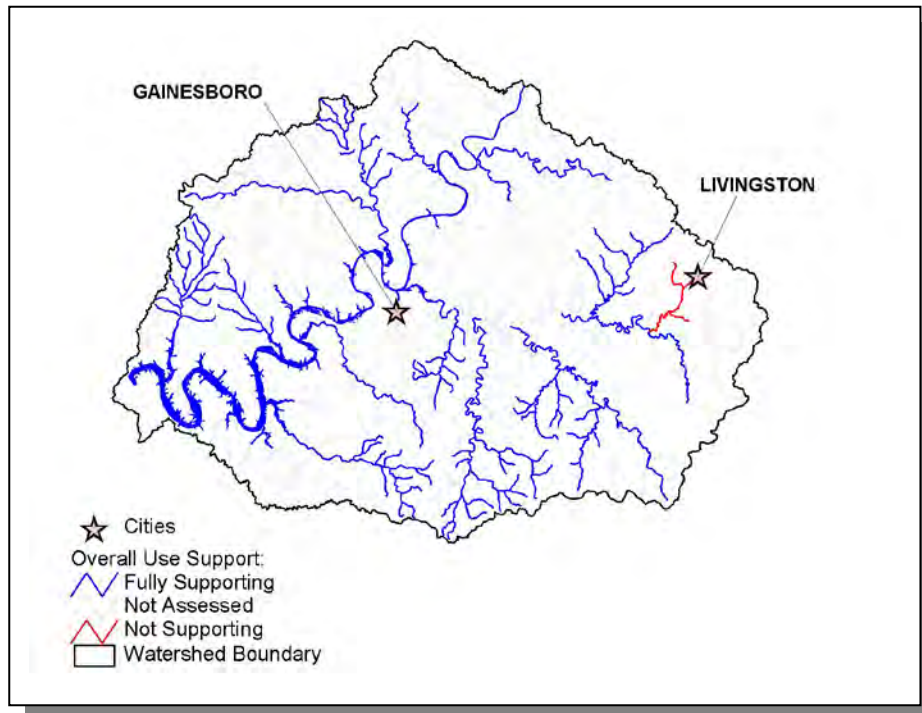 GAINESBORO
LIVINGSTON
Cities
Overall Use Support:
Fully Supporting
Not Assessed
Not Supporting
Watershed Boundary